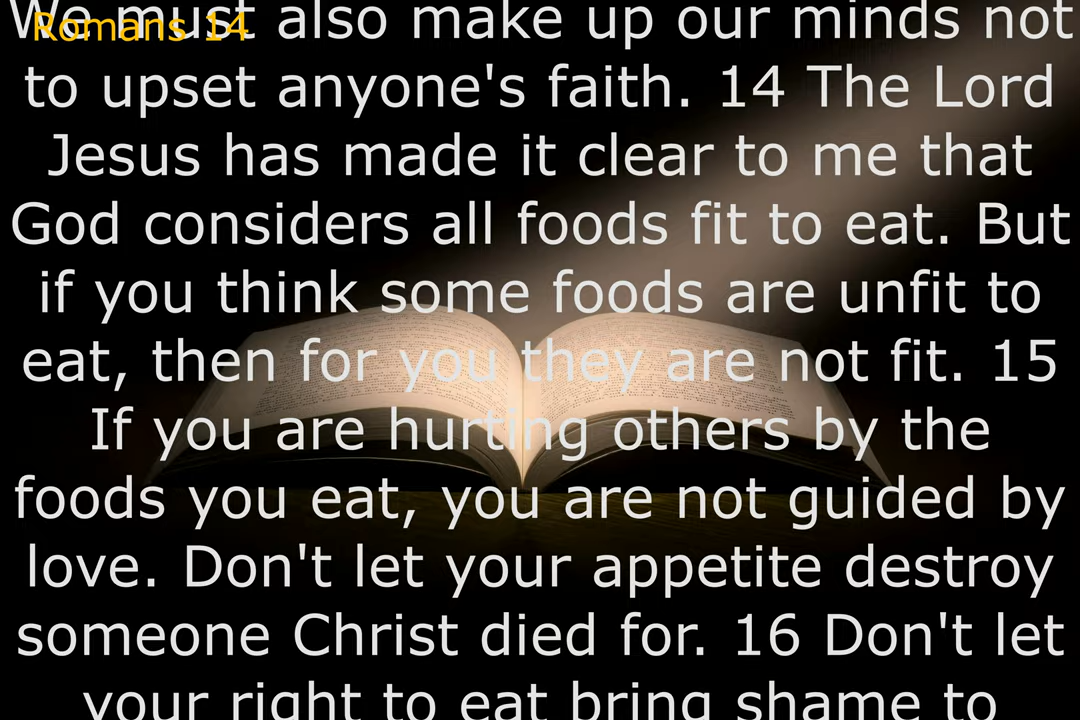 Romans 14
We must also make up our minds not
to upset anyone's faith. 14 The Lord
Jesus has made it clear to me that
God considers all foods fit to eat. But
if you think some foods are unfit to
eat, then for you they are not fit. 15
If you are hurting others by the
foods you eat, you are not guided by
love. Don't let your appetite destroy
someone Christ died for. 16 Don't let
your right to eat bring shame to